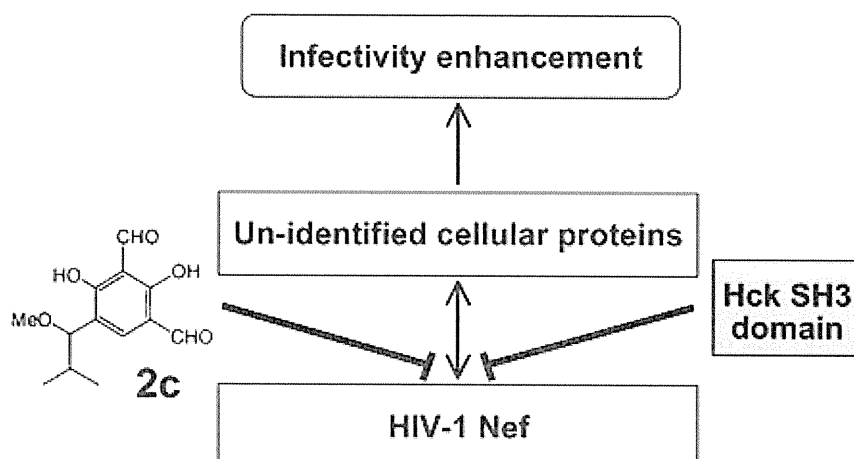 Infectivity enhancement
Un-identified cellular proteins
CHO
HO
OH
MeO
CHO
2c
Hck SH3
domain
HIV-1 Nef